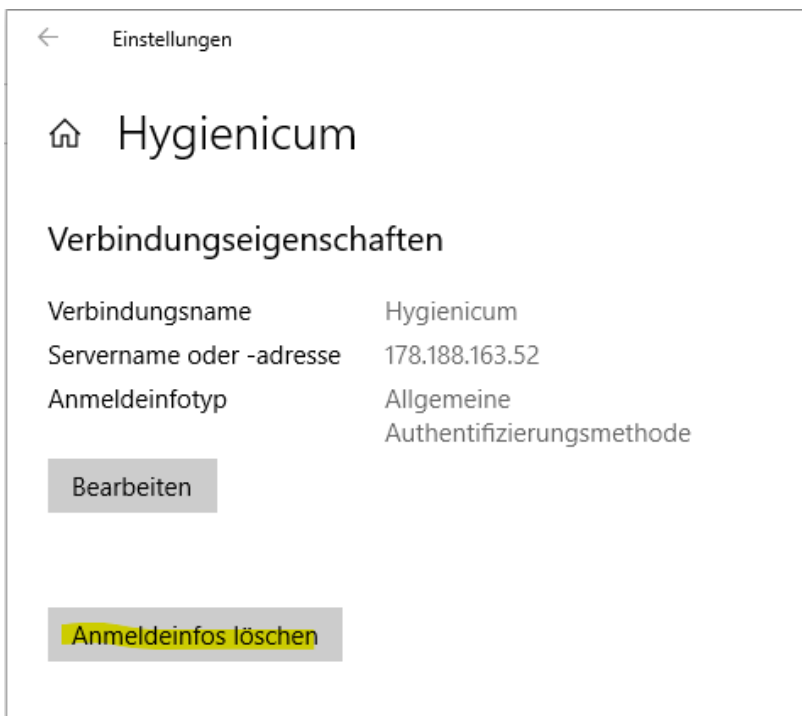 Einstellungen
Hygienicum
Verbindungseigenschaften
Verbindungsname Hygienicum
Servername oder -adresse 178.188.163.52
Anmeldeinfotyp Allgemeine
Authentifizierungsmethode
Bearbeiten
Anmeldeinfos löschen